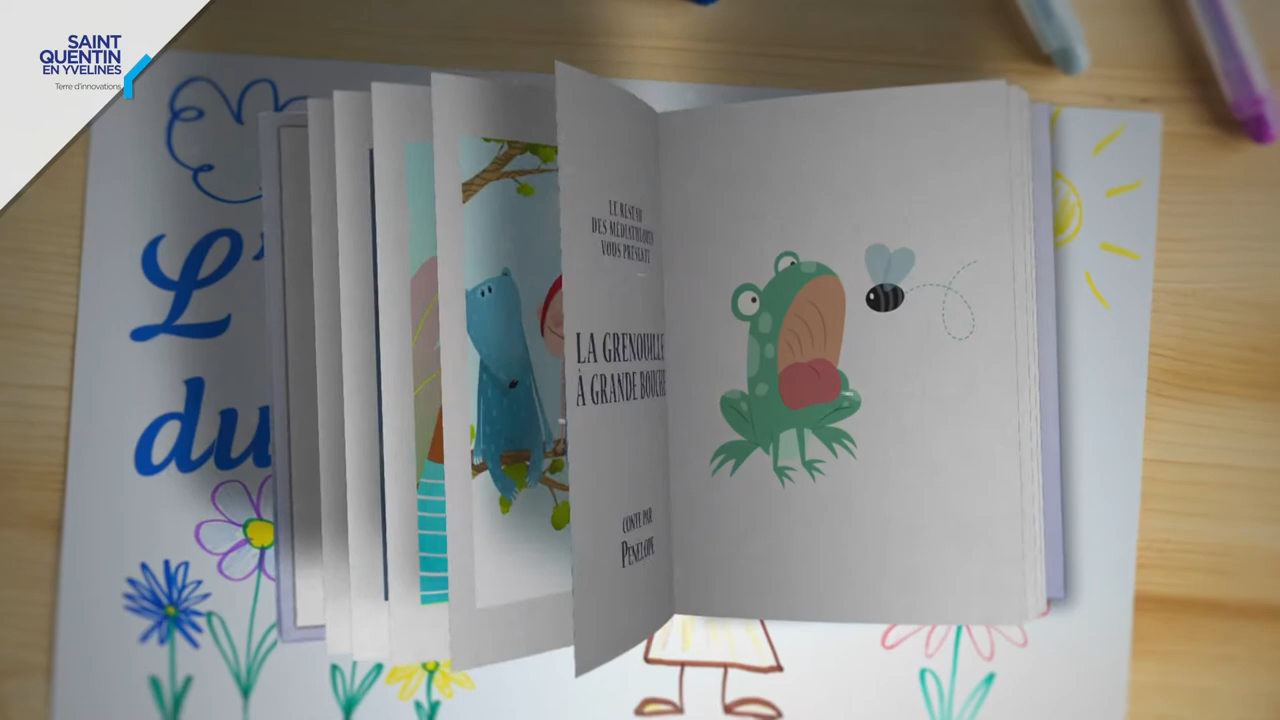 SAINT
QUENTIN
EN YVELINES
Terre d'innovations
L'
du
LE RÉSEAU
DES MÉDIATHÈQUES
VOUS PRÉSENTE
LA GRENOUILLE
À GRANDE BOUCHE
CONTÉ PAR
PENÉLOPE